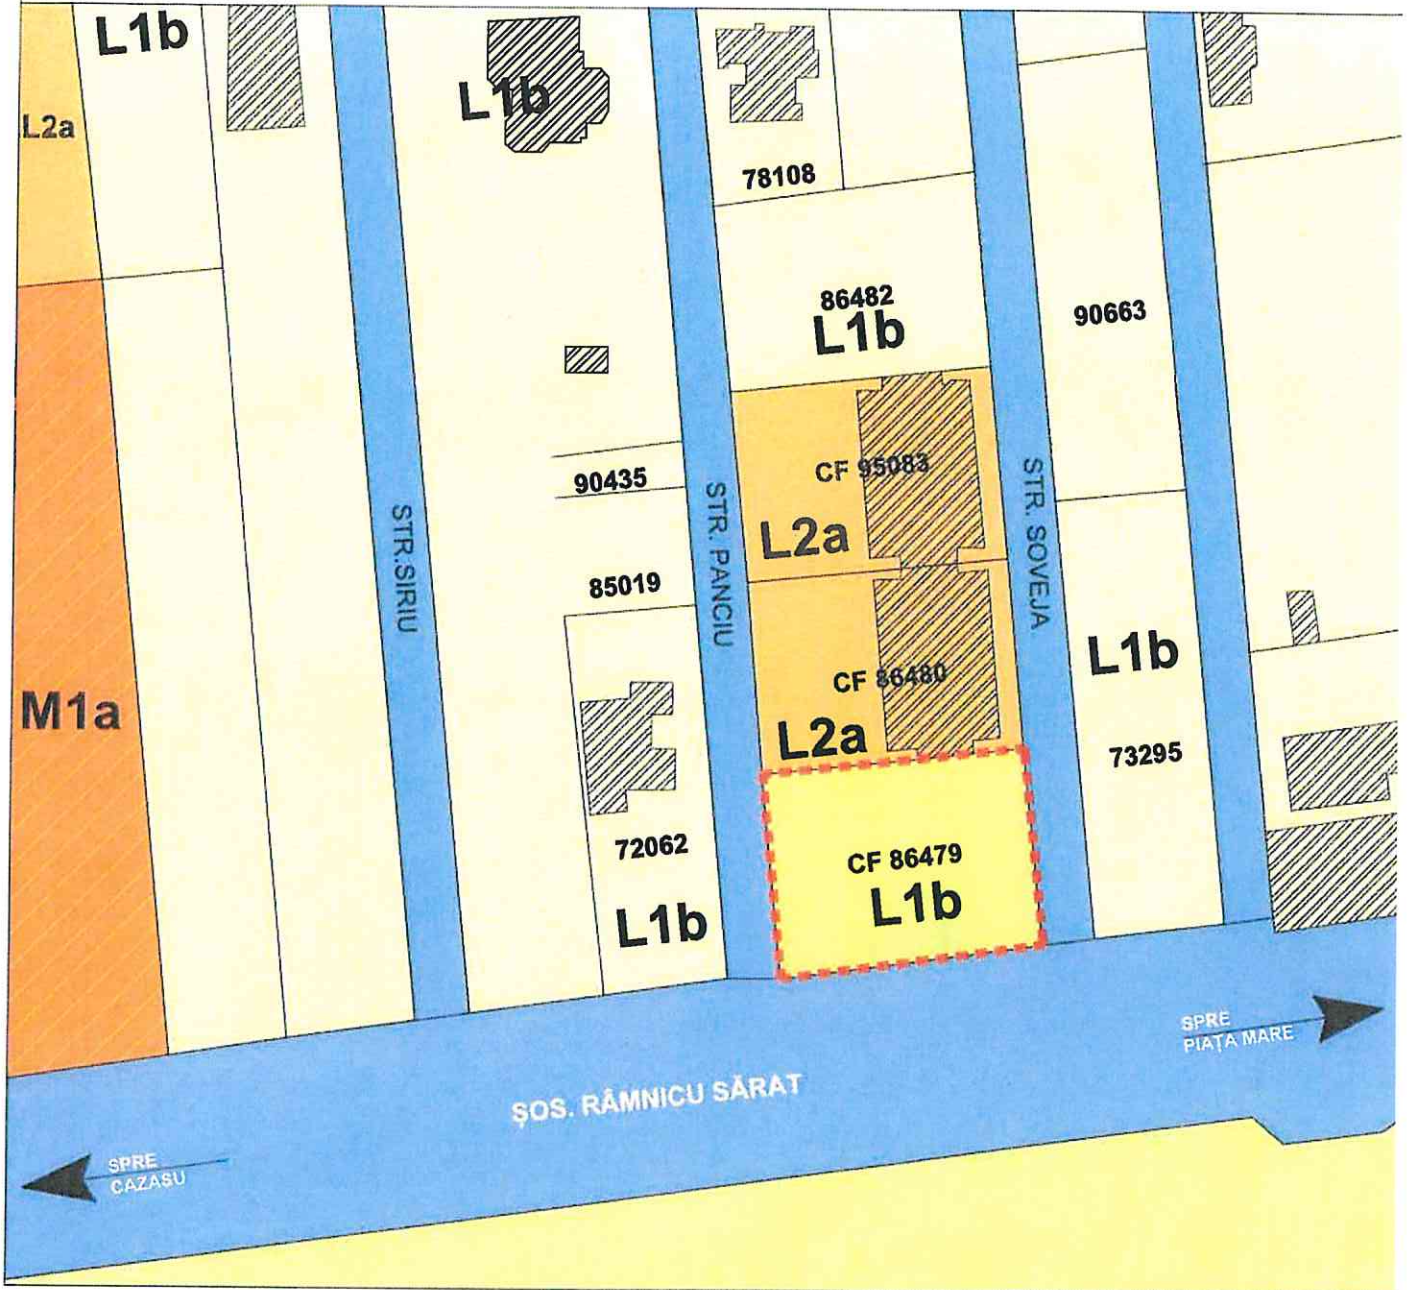 L1b
L1b
L2a
78108
86482
L1b
90663
CF 95083
90435
L2a
STR.SIRIU
STR. PANCIU
STR. SOVEJA
85019
L1b
CF 86480
M1a
L2a
73295
72062
CF 86479
L1b
L1b
SPRE
PIAȚA MARE
ȘOS. RÂMNICU SĂRAT
SPRE
CAZASU